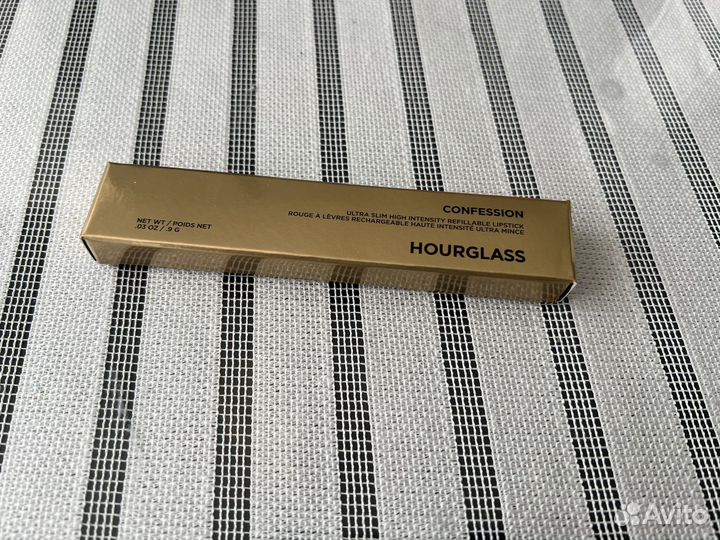 CONFESSION
ULTRA SLIM HIGH INTENSITY REFILLABLE LIPSTICK
ROUGE À LÈVRES RECHARGEABLE HAUTE INTENSITÉ ULTRA MINCE
HOURGLASS
NET WT / POIDS NET
.03 OZ / .9 G
Avito